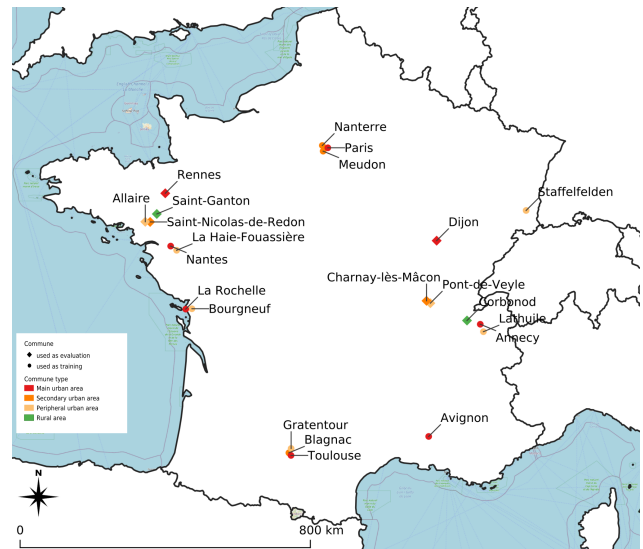 Nanterre
Paris
Meudon
Rennes
Staffelfelden
Allaire
Saint-Ganton
Saint-Nicolas-de-Redon
Dijon
La Haie-Fouassière
Nantes
Charnay-lès-Mâcon
Pont-de-Veyle
La Rochelle
Corbonod
Bourgneuf
Lathuile
Annecy
Commune
used as evaluation
used as training
Commune type
Main urban area
Secondary urban area
Peripheral urban area
Rural area
Gratentour
Avignon
Blagnac
Toulouse
N
0 800 km